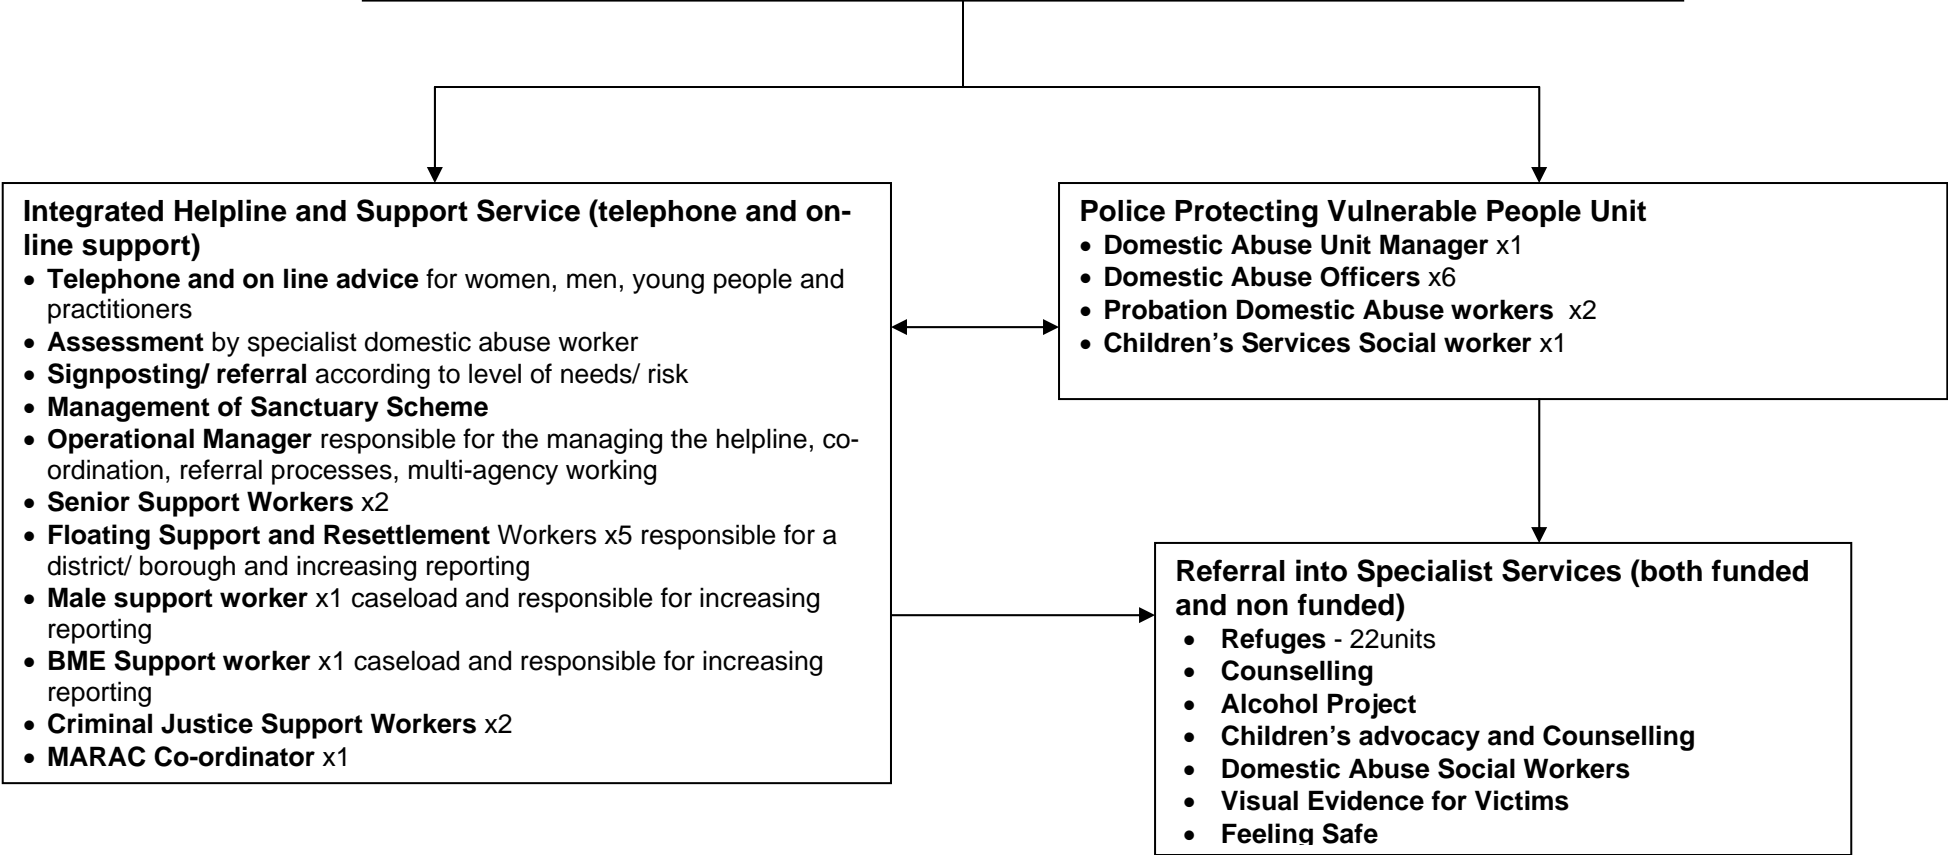 Integrated Helpline and Support Service (telephone and on-
line support)
• Telephone and on line advice for women, men, young people and
practitioners
• Assessment by specialist domestic abuse worker
• Signposting/ referral according to level of needs/ risk
• Management of Sanctuary Scheme
• Operational Manager responsible for the managing the helpline, co-
ordination, referral processes, multi-agency working
• Senior Support Workers x2
• Floating Support and Resettlement Workers x5 responsible for a
district/ borough and increasing reporting
• Male support worker x1 caseload and responsible for increasing
reporting
• BME Support worker x1 caseload and responsible for increasing
reporting
• Criminal Justice Support Workers x2
• MARAC Co-ordinator x1
Police Protecting Vulnerable People Unit
• Domestic Abuse Unit Manager x1
• Domestic Abuse Officers x6
• Probation Domestic Abuse workers  x2
• Children’s Services Social worker x1
Referral into Specialist Services (both funded
and non funded)
• Refuges - 22units
• Counselling
• Alcohol Project
• Children’s advocacy and Counselling
• Domestic Abuse Social Workers
• Visual Evidence for Victims
• Feeling Safe